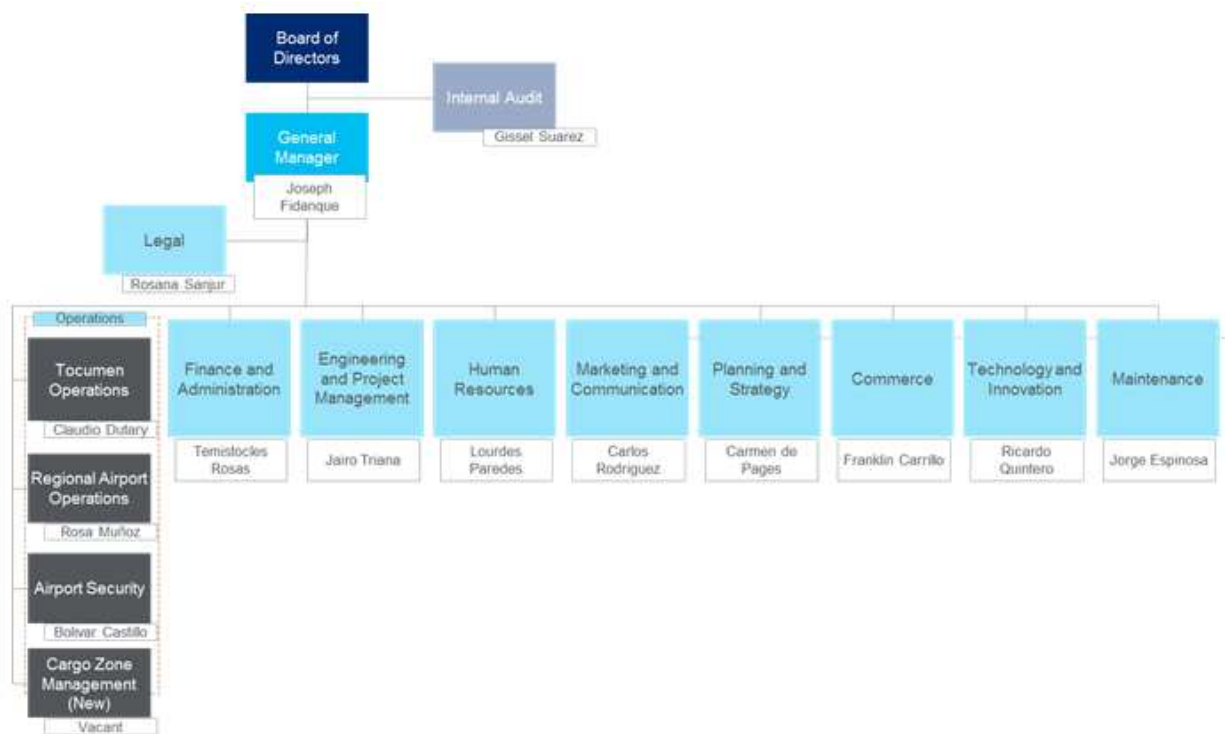 Board of
Directors
Internal Audit
Gisset Suarez
General
Manager
Joseph
Fidanque
Legal
Rosana Sanjur
Operations
Tocumen
Operations
Claudio Dutary
Regional Airport
Operations
Rosa Muñoz
Airport Security
Bolivar Castillo
Cargo Zone
Management
(New)
Vacant
Finance and
Administration
Temistocles
Rosas
Engineering
and Project
Management
Jairo Triana
Human
Resources
Lourdes
Paredes
Marketing and
Communication
Carlos
Rodriguez
Planning and
Strategy
Carmen de
Pages
Commerce
Franklin Carrillo
Technology and
Innovation
Ricardo
Quintero
Maintenance
Jorge Espinosa